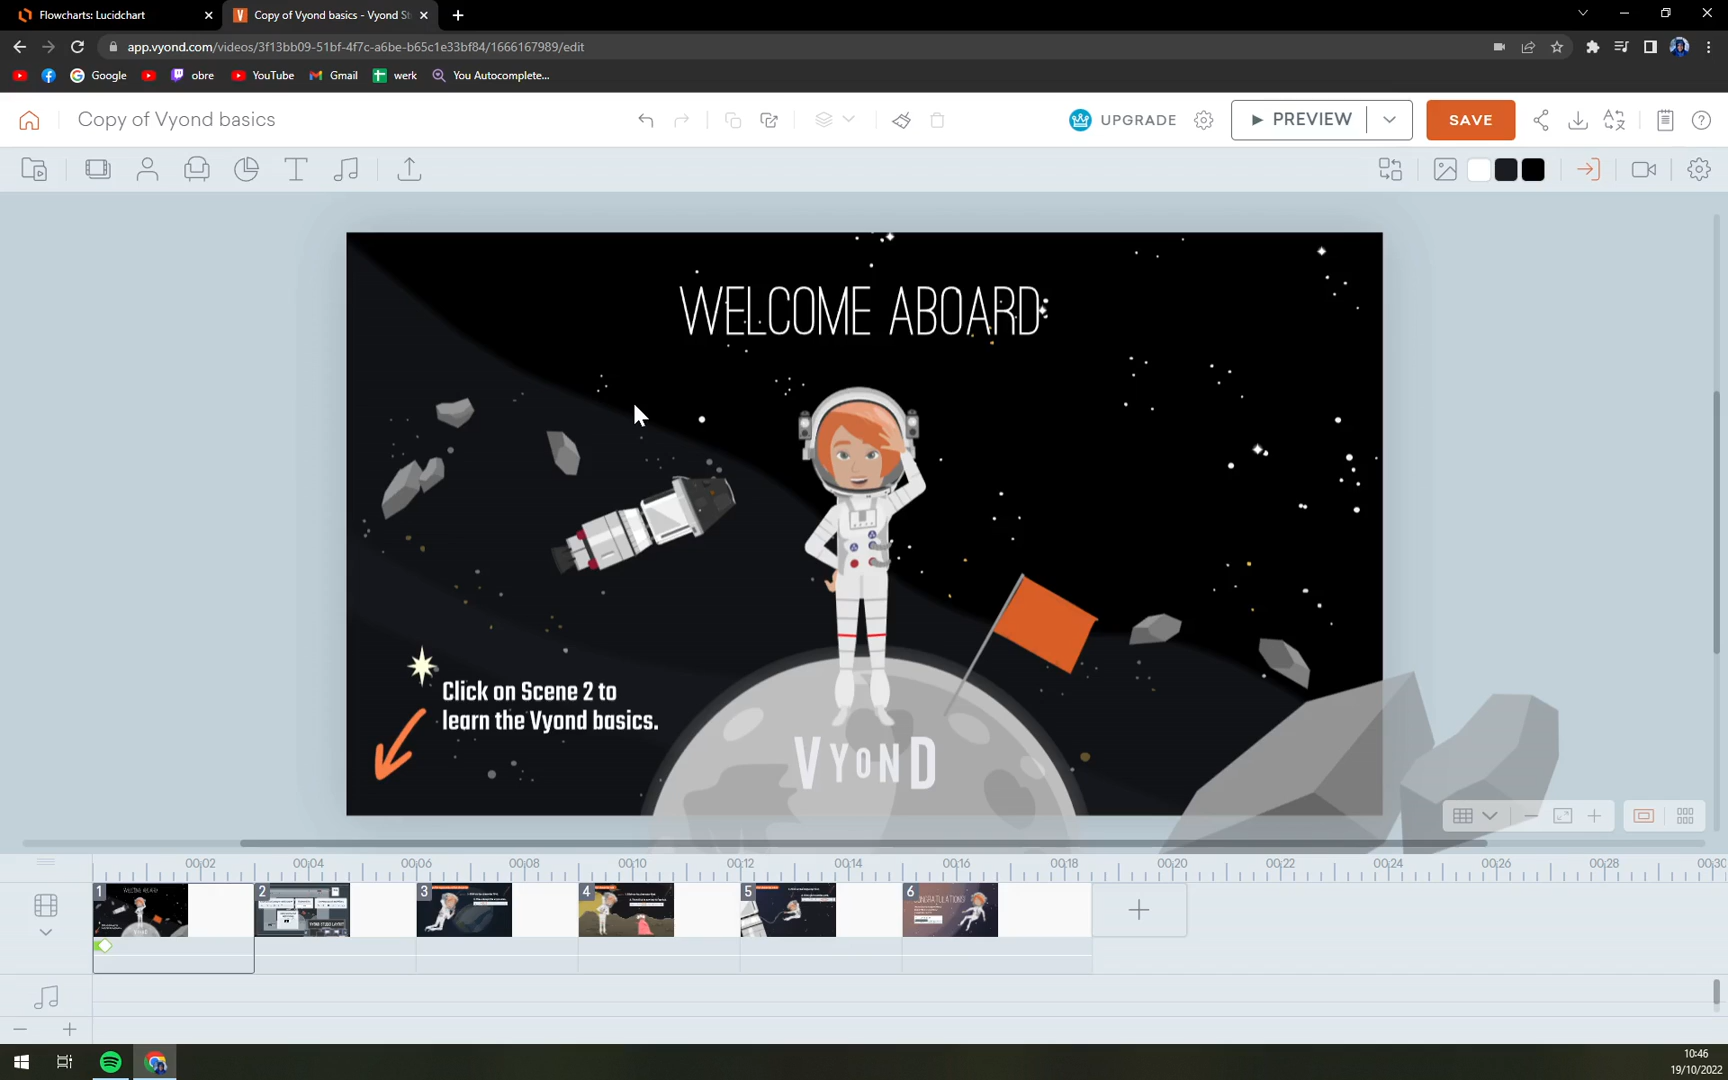 Flowcharts: Lucidchart
Copy of Vyond basics - Vyond St
app.vyond.com/videos/3f13bb09-51bf-4f7c-a6be-b65c1e33bf84/1666167989/edit
Google
obre
YouTube
Gmail
werk
You Autocomplete...
Copy of Vyond basics
UPGRADE
PREVIEW
SAVE
WELCOME ABOARD
Click on Scene 2 to
learn the Vyond basics.
VYOND
00:02 00:04 00:06 00:08 00:10 00:12 00:14 00:16 00:18 00:20 00:22 00:24 00:26 00:28 00:30
1 2 3 4 5 6
WELCOME ABOARD
CONGRATULATIONS!
10:46
19/10/2022